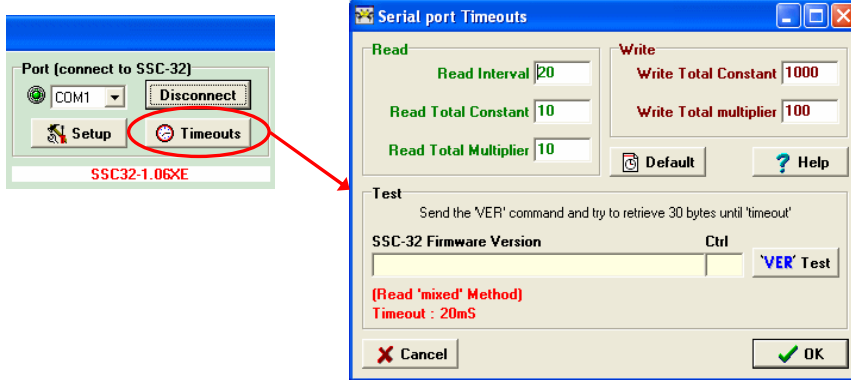 Port (connect to SSC-32)
COM1
Disconnect
Setup
Timeouts
SSC32-1.06XE
Serial port Timeouts
Read
Read Interval 20
Read Total Constant 10
Read Total Multiplier 10
Write
Write Total Constant 1000
Write Total multiplier 100
Default
? Help
Test
Send the 'VER' command and try to retrieve 30 bytes until 'timeout'
SSC-32 Firmware Version
Ctrl
'VER' Test
(Read 'mixed' Method)
Timeout : 20mS
Cancel
OK